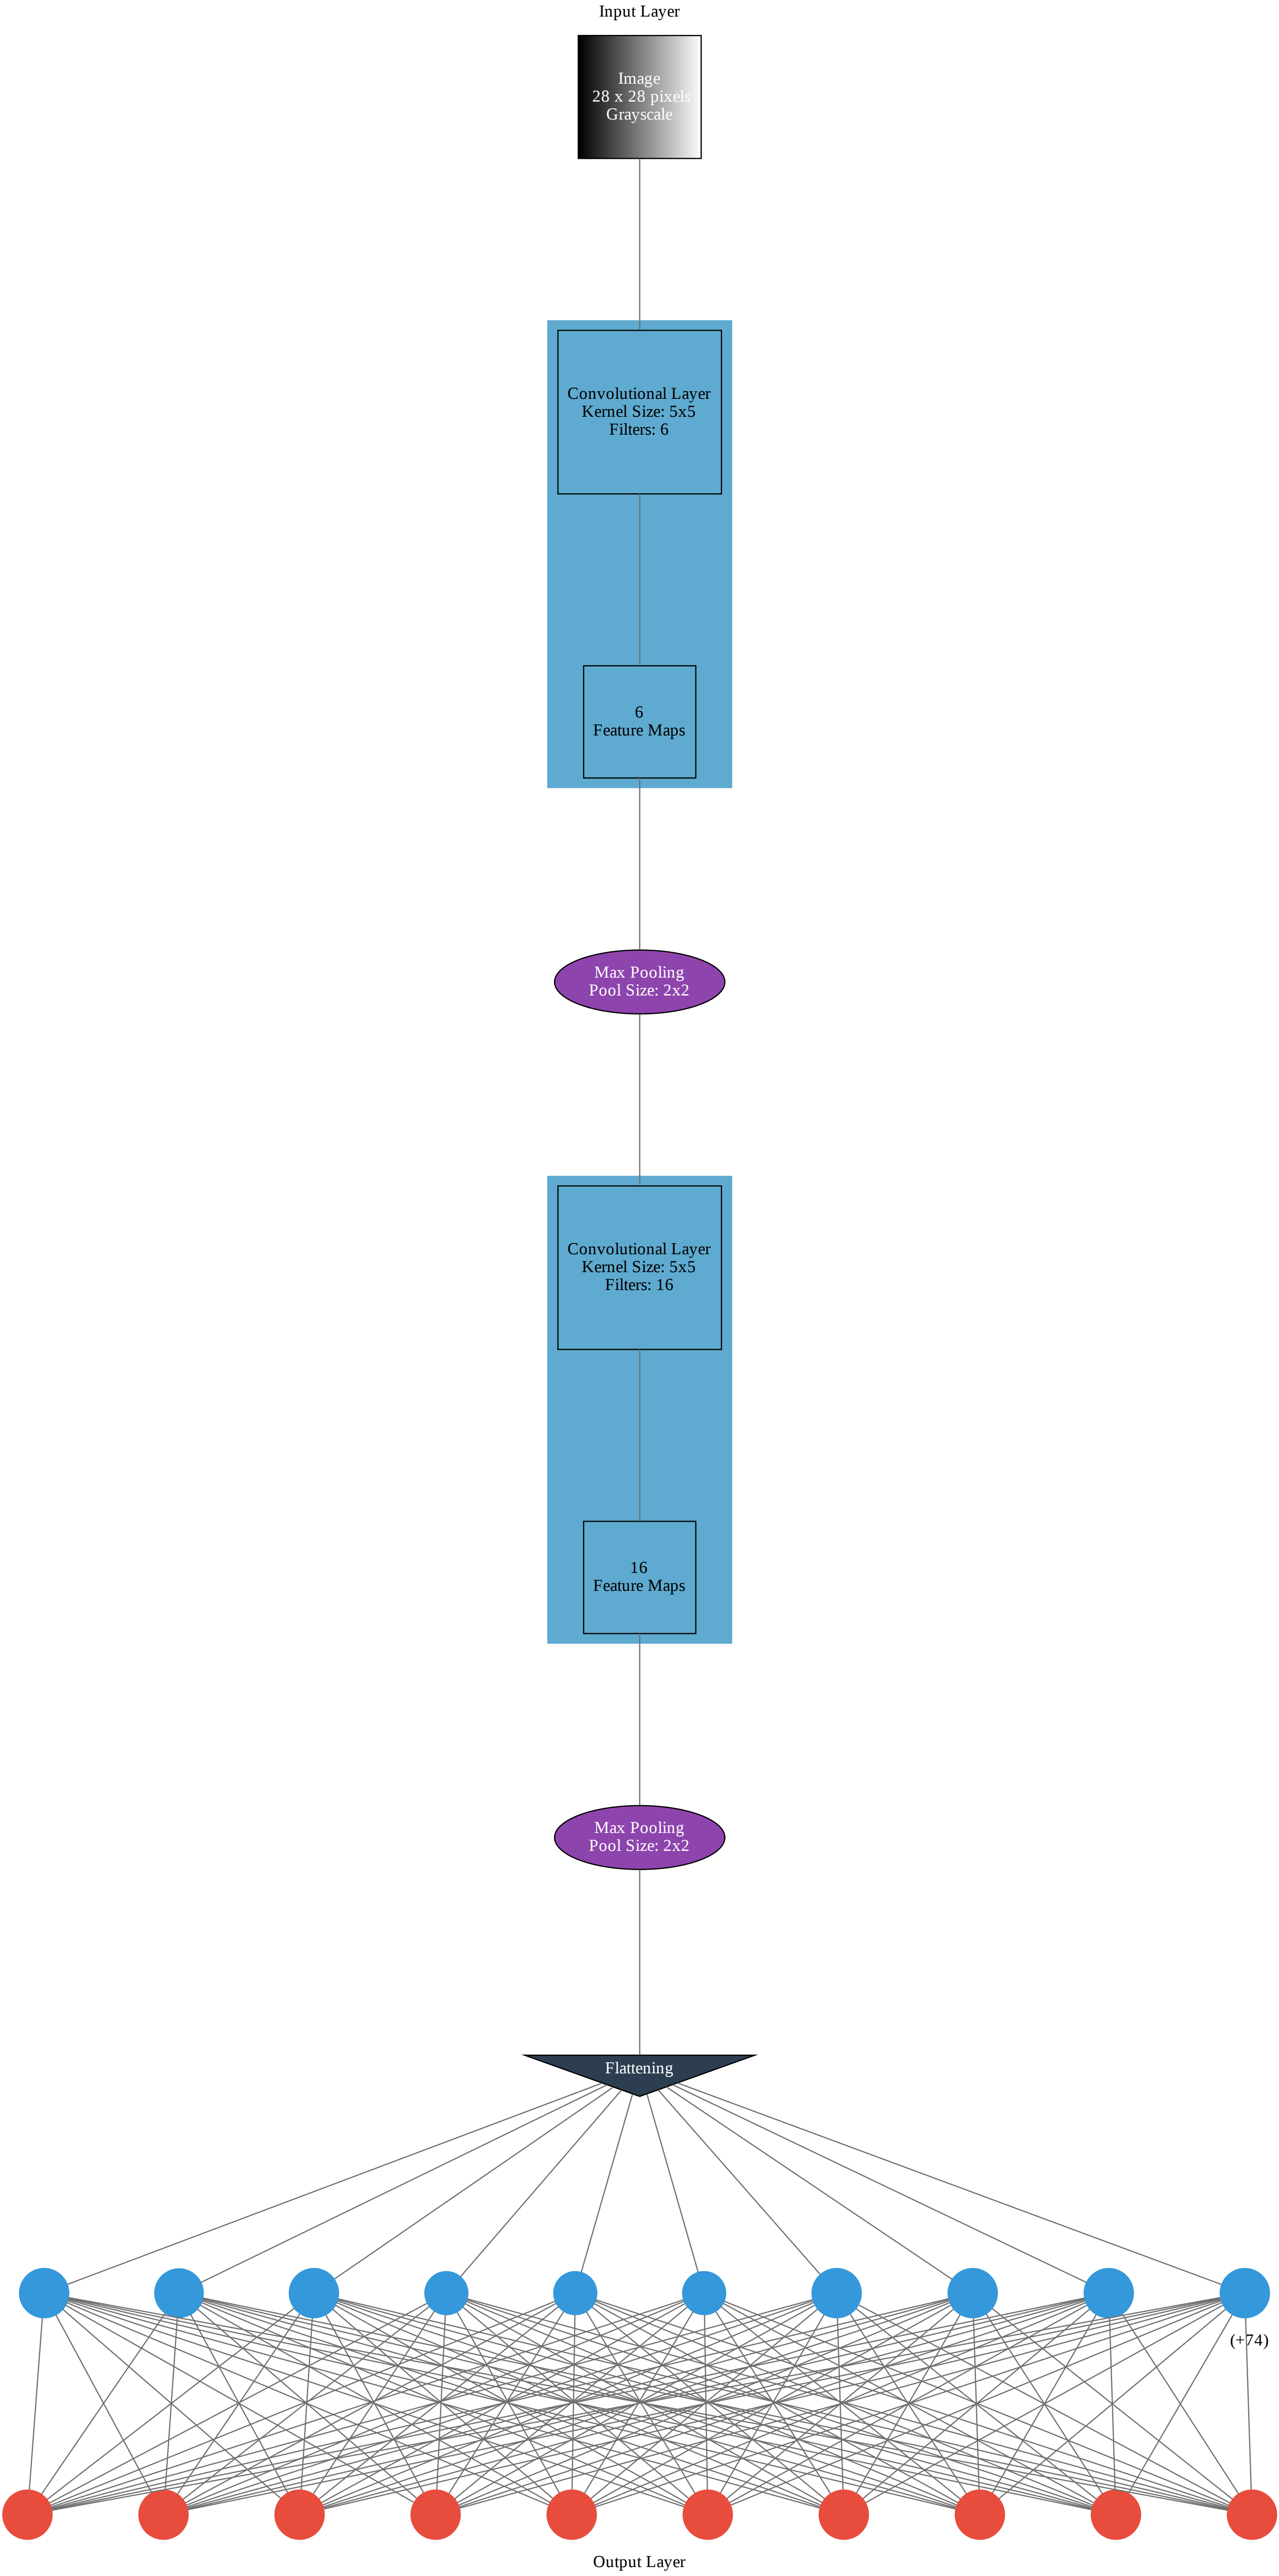 Input Layer
Image
28 x 28 pixels
Grayscale
Convolutional Layer
Kernel Size: 5x5
Filters: 6
6
Feature Maps
Max Pooling
Pool Size: 2x2
Convolutional Layer
Kernel Size: 5x5
Filters: 16
16
Feature Maps
Max Pooling
Pool Size: 2x2
Flattening
(+74)
Output Layer